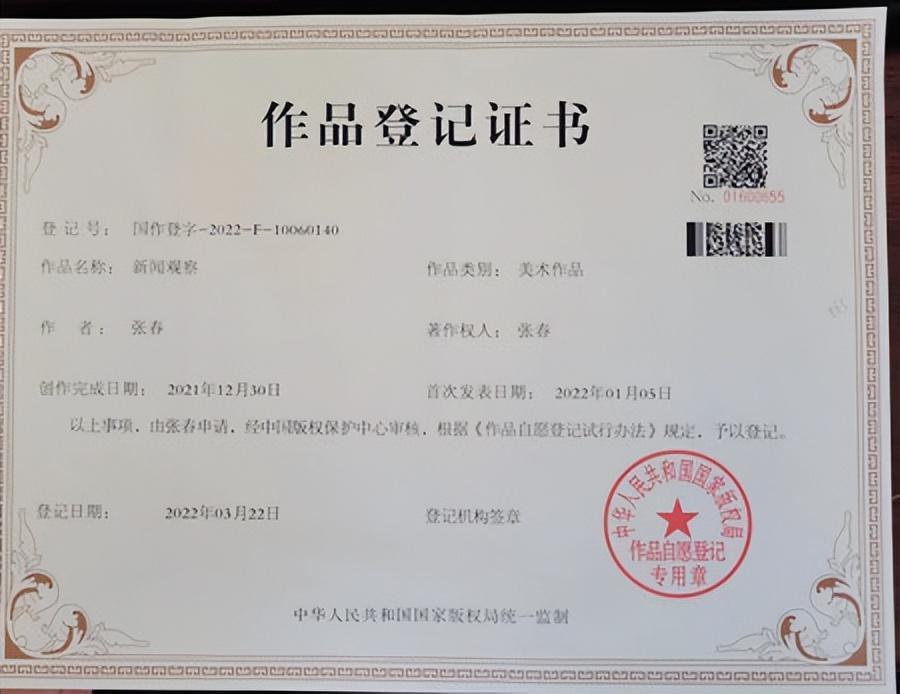 作品登记证书
No. 01600655
登 记 号： 国作登字-2022-F-10060140
作品名称： 新闻观察
作品类别： 美术作品
作 者： 张春
著作权人： 张春
创作完成日期： 2021年12月30日
首次发表日期： 2022年01月05日
以上事项，由张春申请，经中国版权保护中心审核，根据《作品自愿登记试行办法》规定，予以登记。
登记日期： 2022年03月22日
登记机构签章
中华人民共和国国家版权局
作品自愿登记
专用章
中华人民共和国国家版权局统一监制